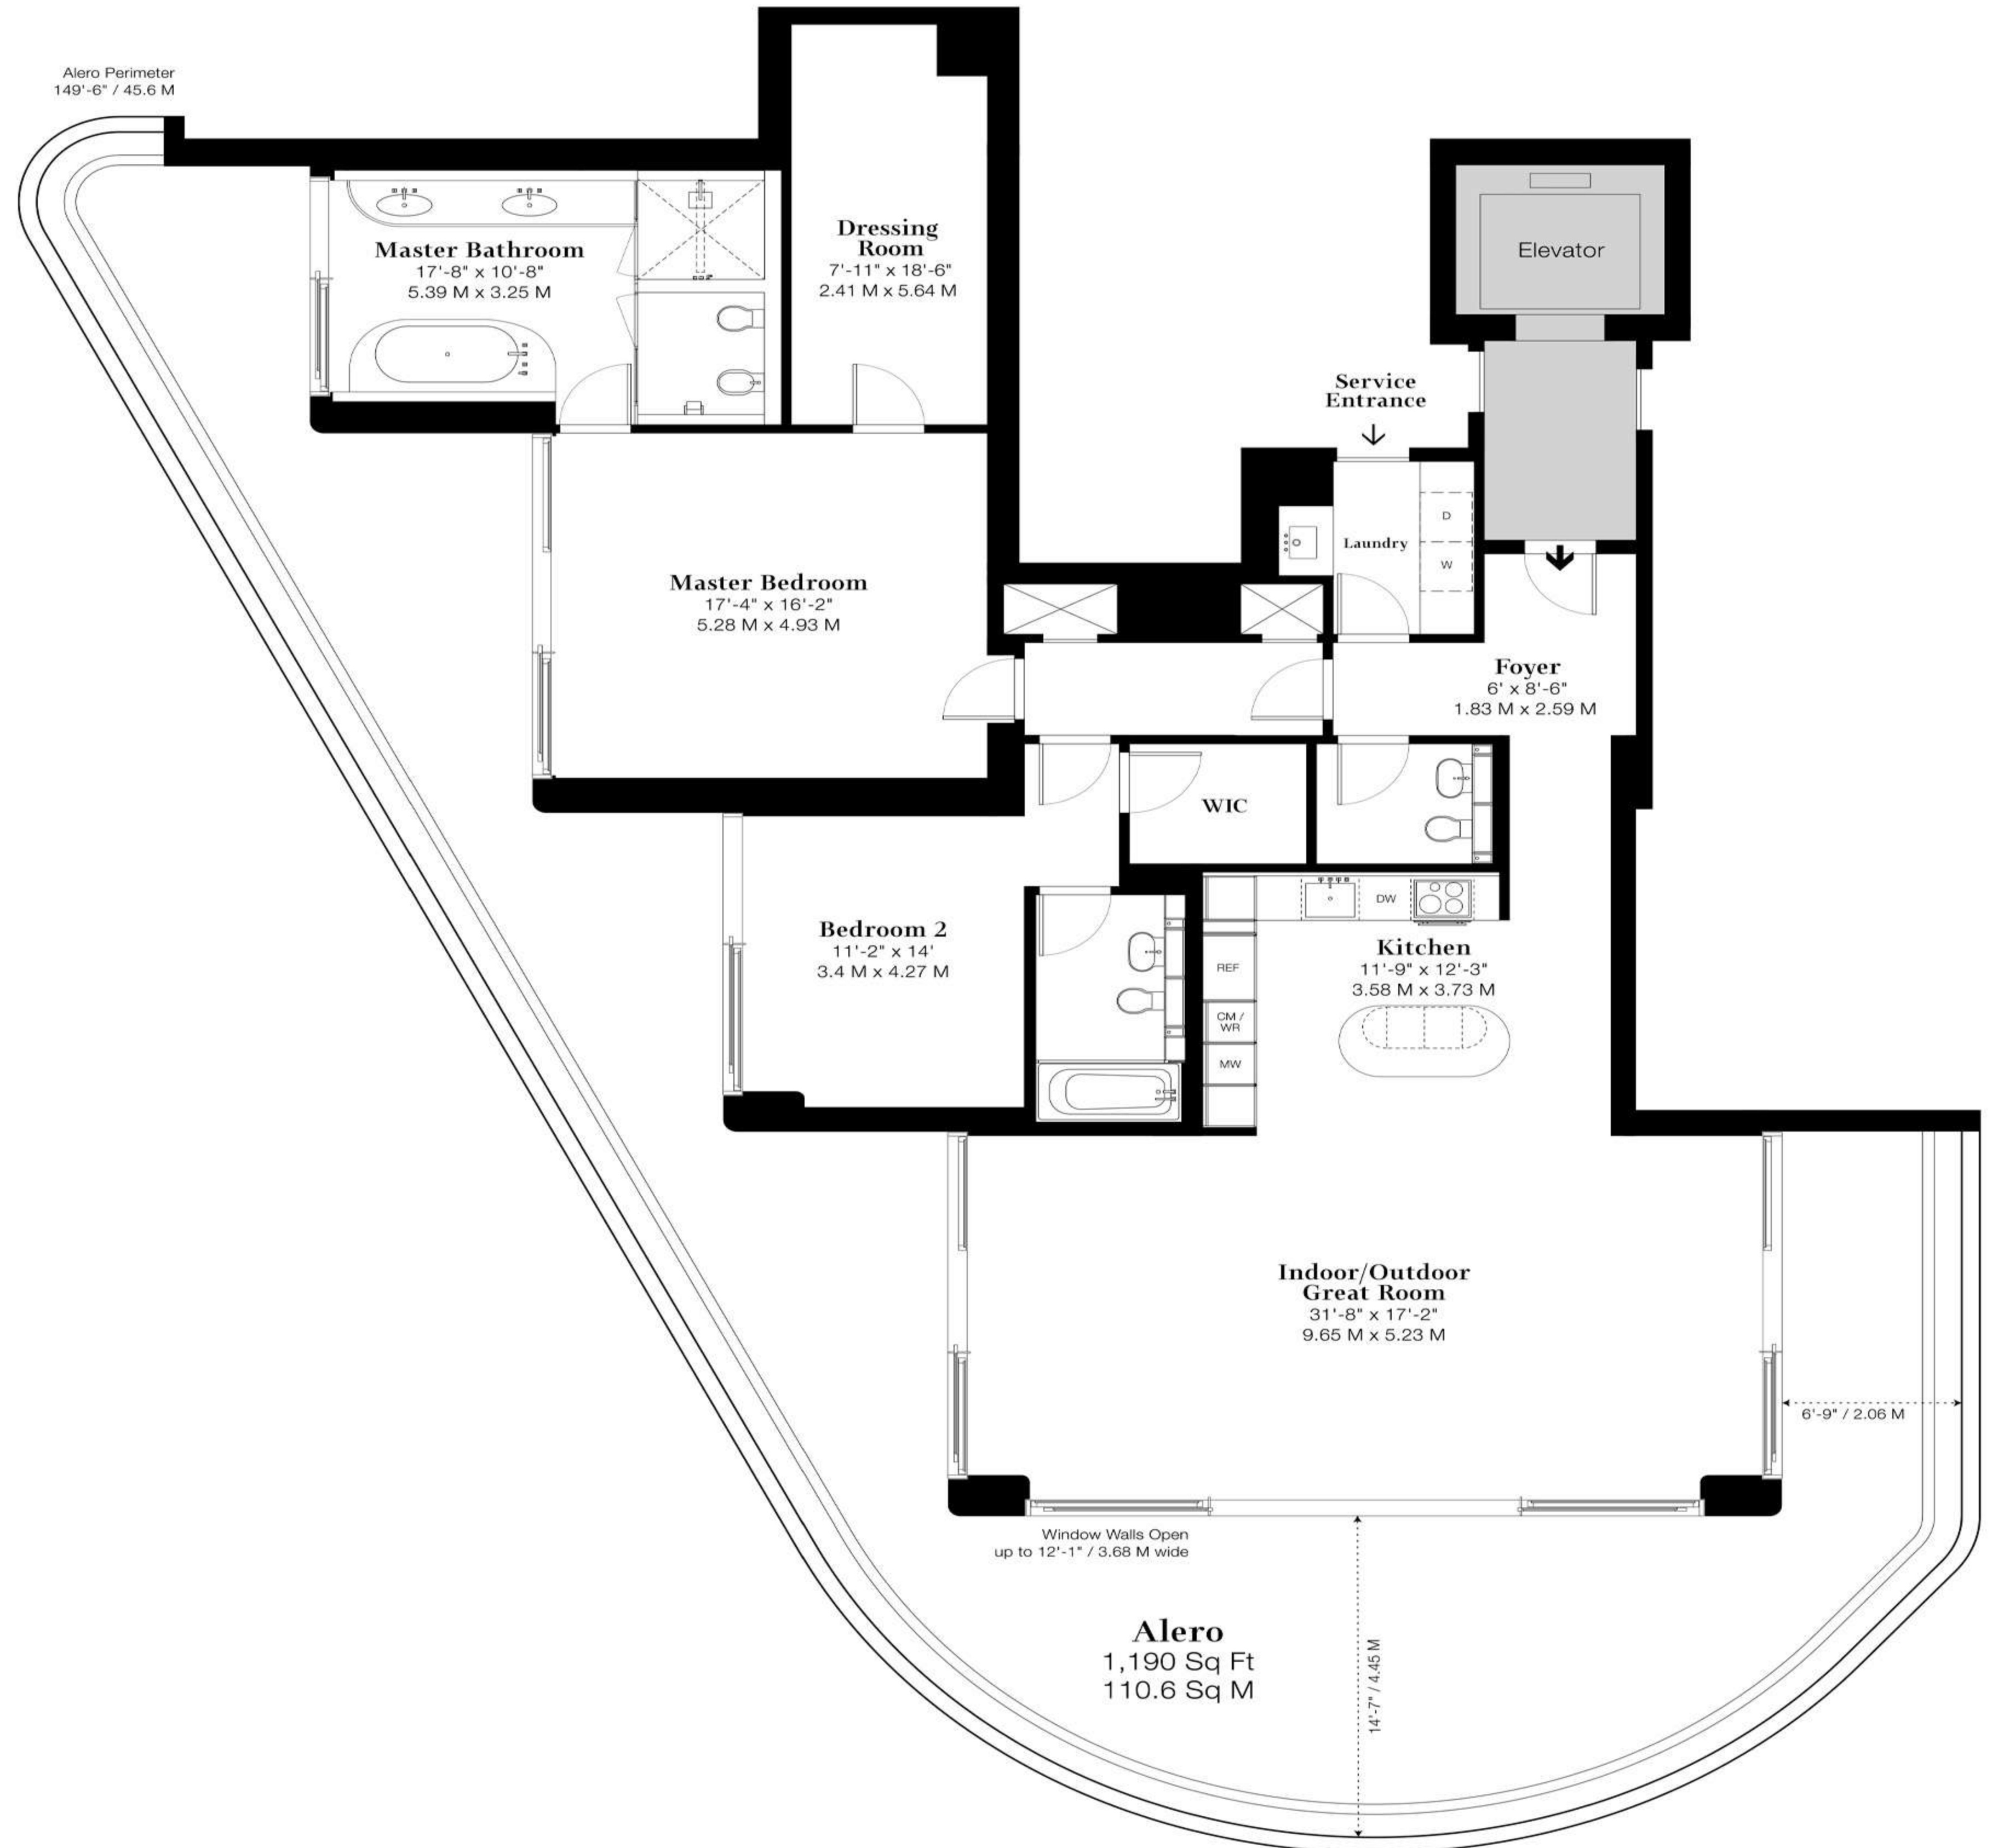 Alero Perimeter
149'-6" / 45.6 M
Master Bathroom
17'-8" x 10'-8"
5.39 M x 3.25 M
Dressing
Room
7'-11" x 18'-6"
2.41 M x 5.64 M
Elevator
Service
Entrance
Laundry
D
W
Master Bedroom
17'-4" x 16'-2"
5.28 M x 4.93 M
Foyer
6' x 8'-6"
1.83 M x 2.59 M
WIC
Bedroom 2
11'-2" x 14'
3.4 M x 4.27 M
DW
REF
CM /
WR
MW
Kitchen
11'-9" x 12'-3"
3.58 M x 3.73 M
Indoor/Outdoor
Great Room
31'-8" x 17'-2"
9.65 M x 5.23 M
6'-9" / 2.06 M
Window Walls Open
up to 12'-1" / 3.68 M wide
Alero
1,190 Sq Ft
110.6 Sq M
14'-7" / 4.45 M